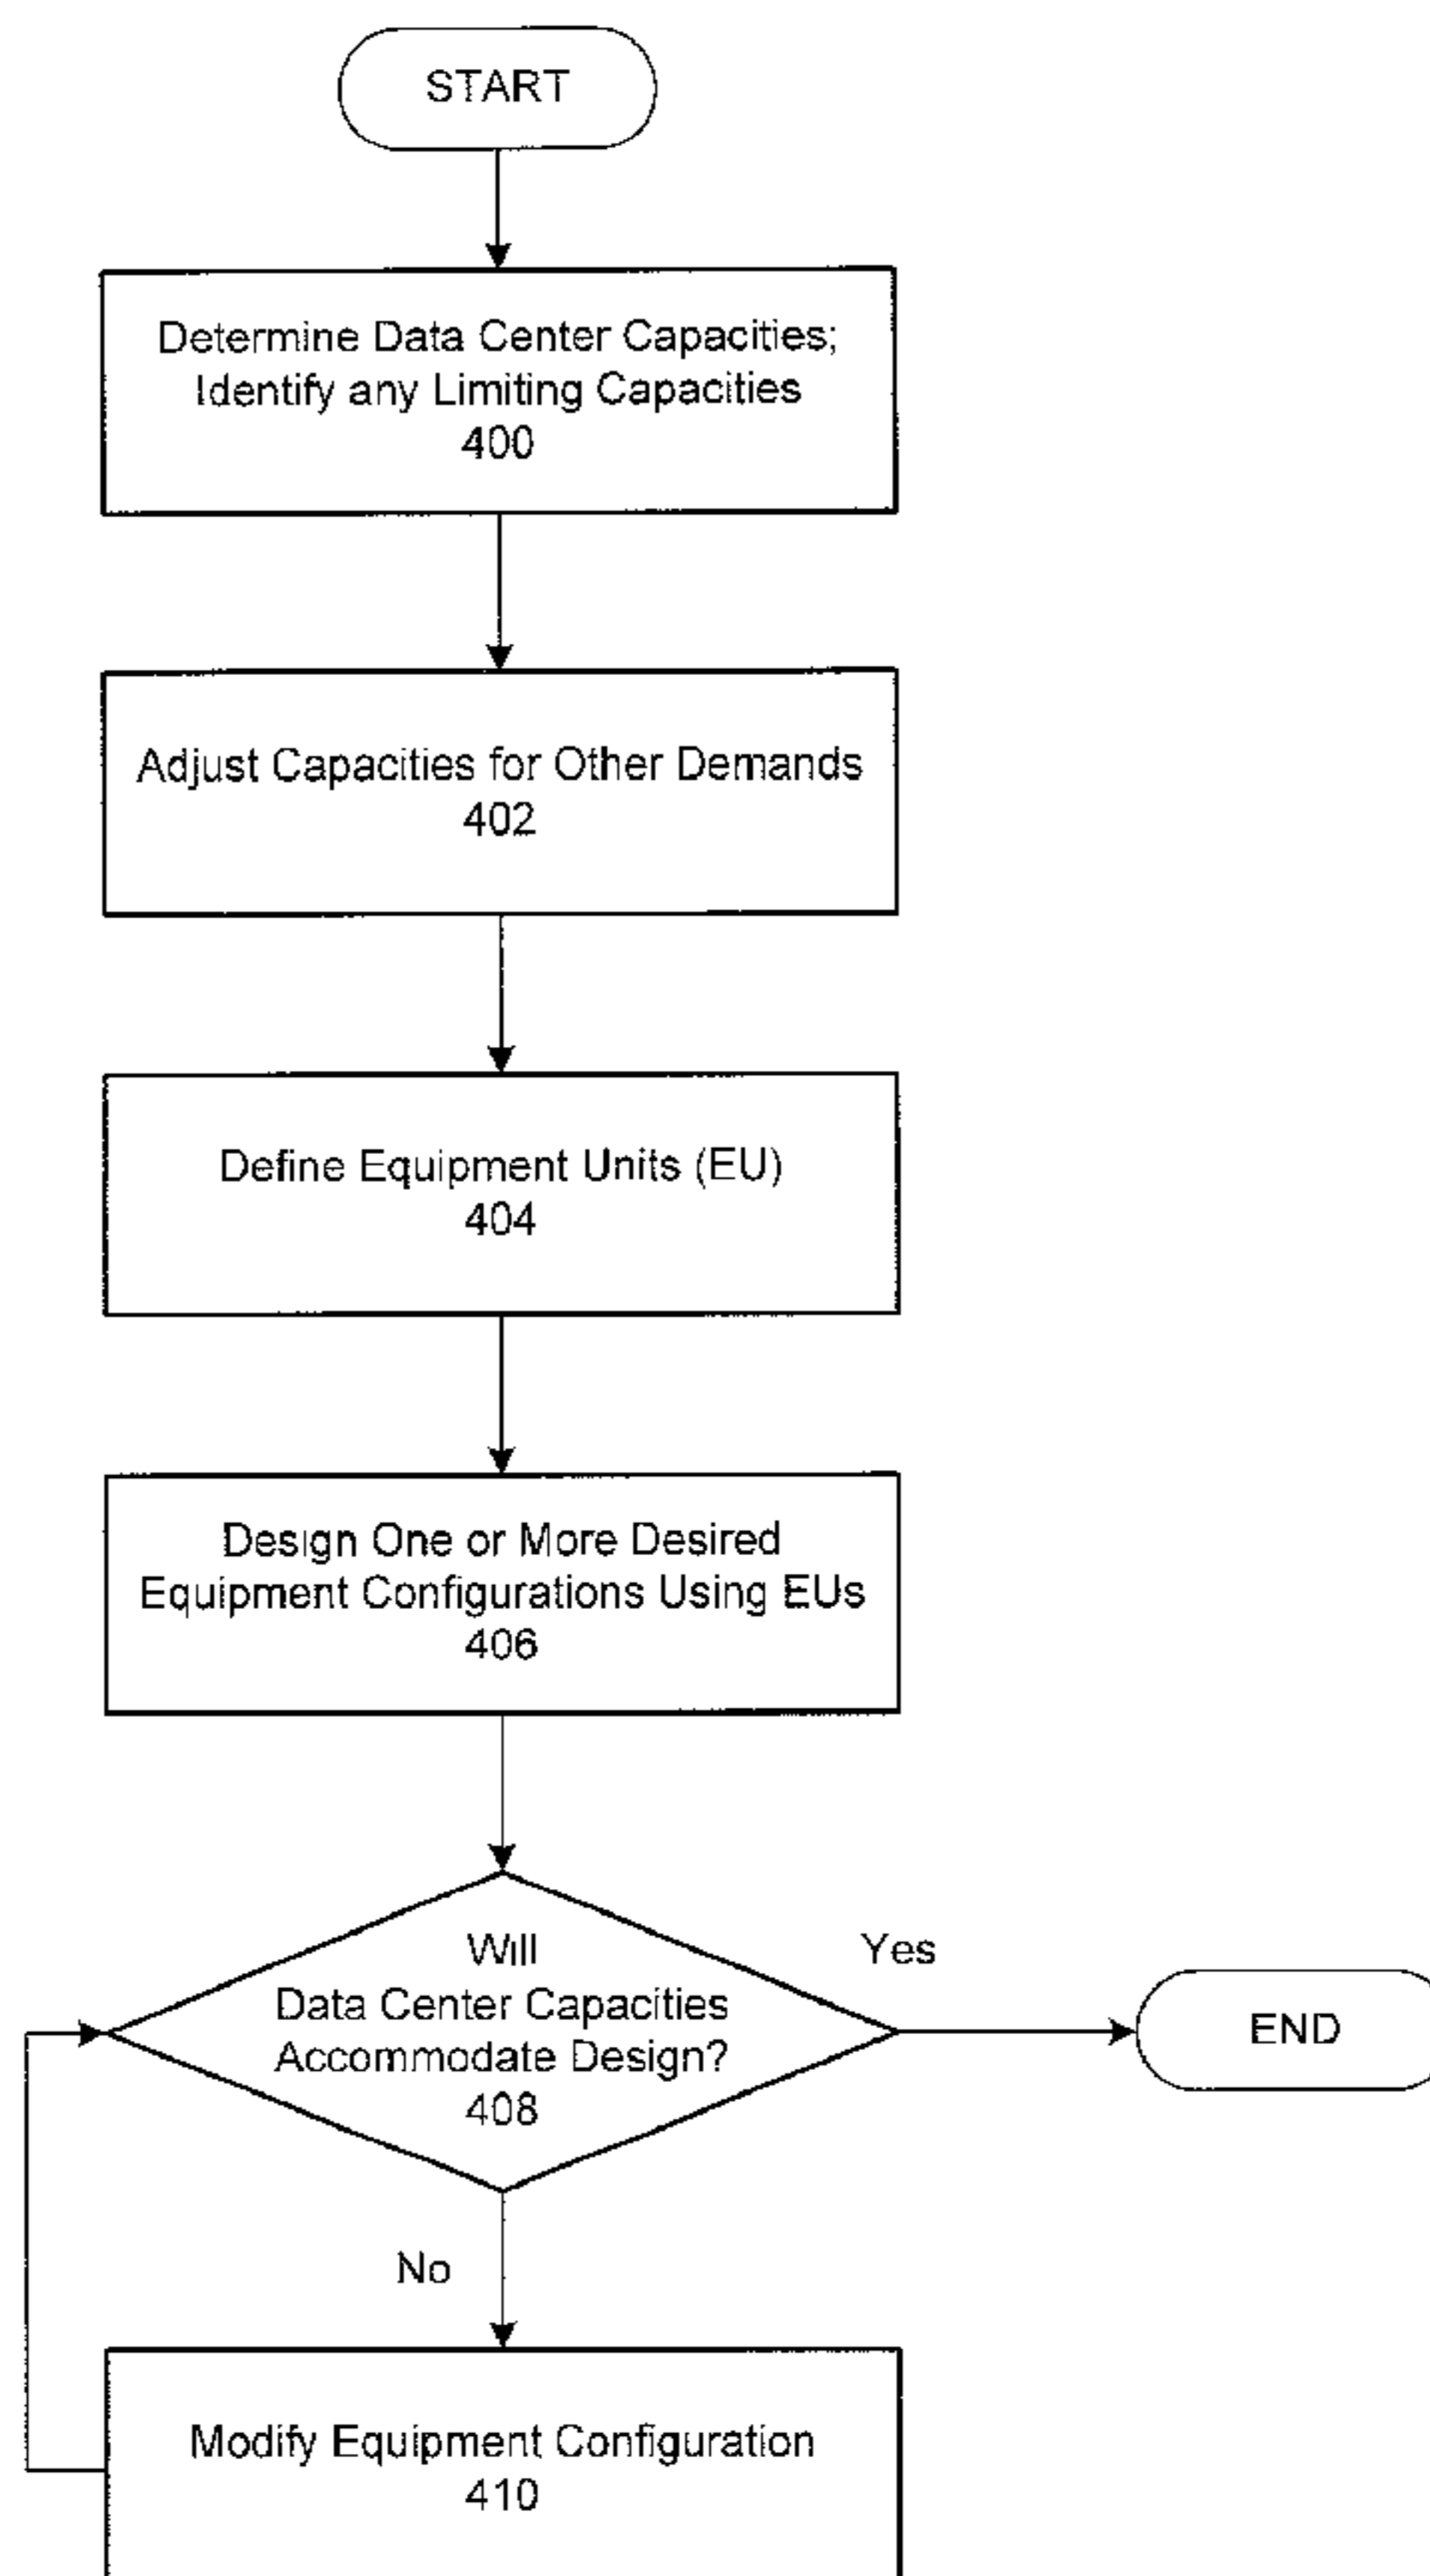 START
Determine Data Center Capacities;
Identify any Limiting Capacities
400
Adjust Capacities for Other Demands
402
Define Equipment Units (EU)
404
Design One or More Desired
Equipment Configurations Using EUs
406
Will
Data Center Capacities
Accommodate Design?
408
Yes
END
No
Modify Equipment Configuration
410